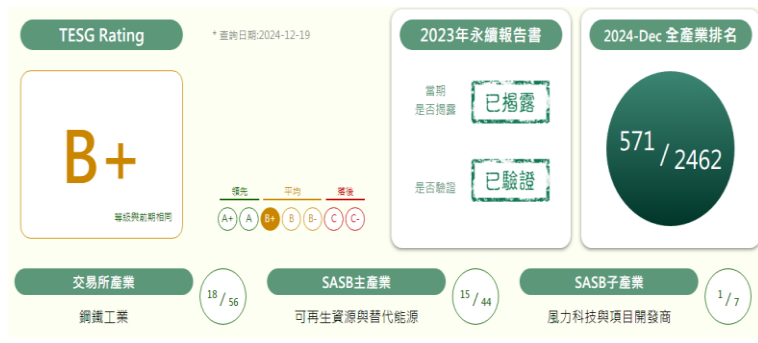 TESG Rating
* 查詢日期:2024-12-19
B+
等級與前期相同
領先 平均 落後
A+ A B+ B B- C C-
2023年永續報告書
當期
是否揭露
已揭露
是否驗證
已驗證
2024-Dec 全產業排名
571 / 2462
交易所產業
18 / 56
鋼鐵工業
SASB主產業
15 / 44
可再生資源與替代能源
SASB子產業
1 / 7
風力科技與項目開發商